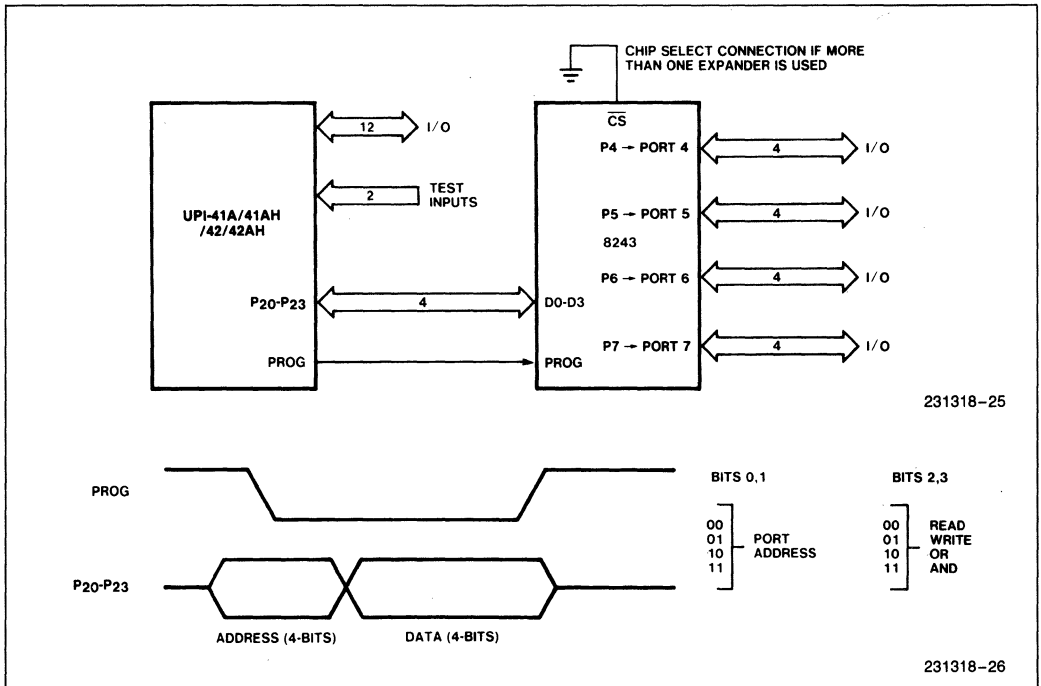 CHIP SELECT CONNECTION IF MORE
THAN ONE EXPANDER IS USED
12 I/O
2 TEST
INPUTS
UPI-41A/41AH
/42/42AH
P20-P23
4
D0-D3
PROG
PROG
CS
P4 → PORT 4
4
I/O
P5 → PORT 5
4
I/O
8243
P6 → PORT 6
4
I/O
P7 → PORT 7
4
I/O
231318-25
PROG
P20-P23
ADDRESS (4-BITS)
DATA (4-BITS)
BITS 0,1
00
01
10
11
PORT
ADDRESS
BITS 2,3
00 READ
01 WRITE
10 OR
11 AND
231318-26